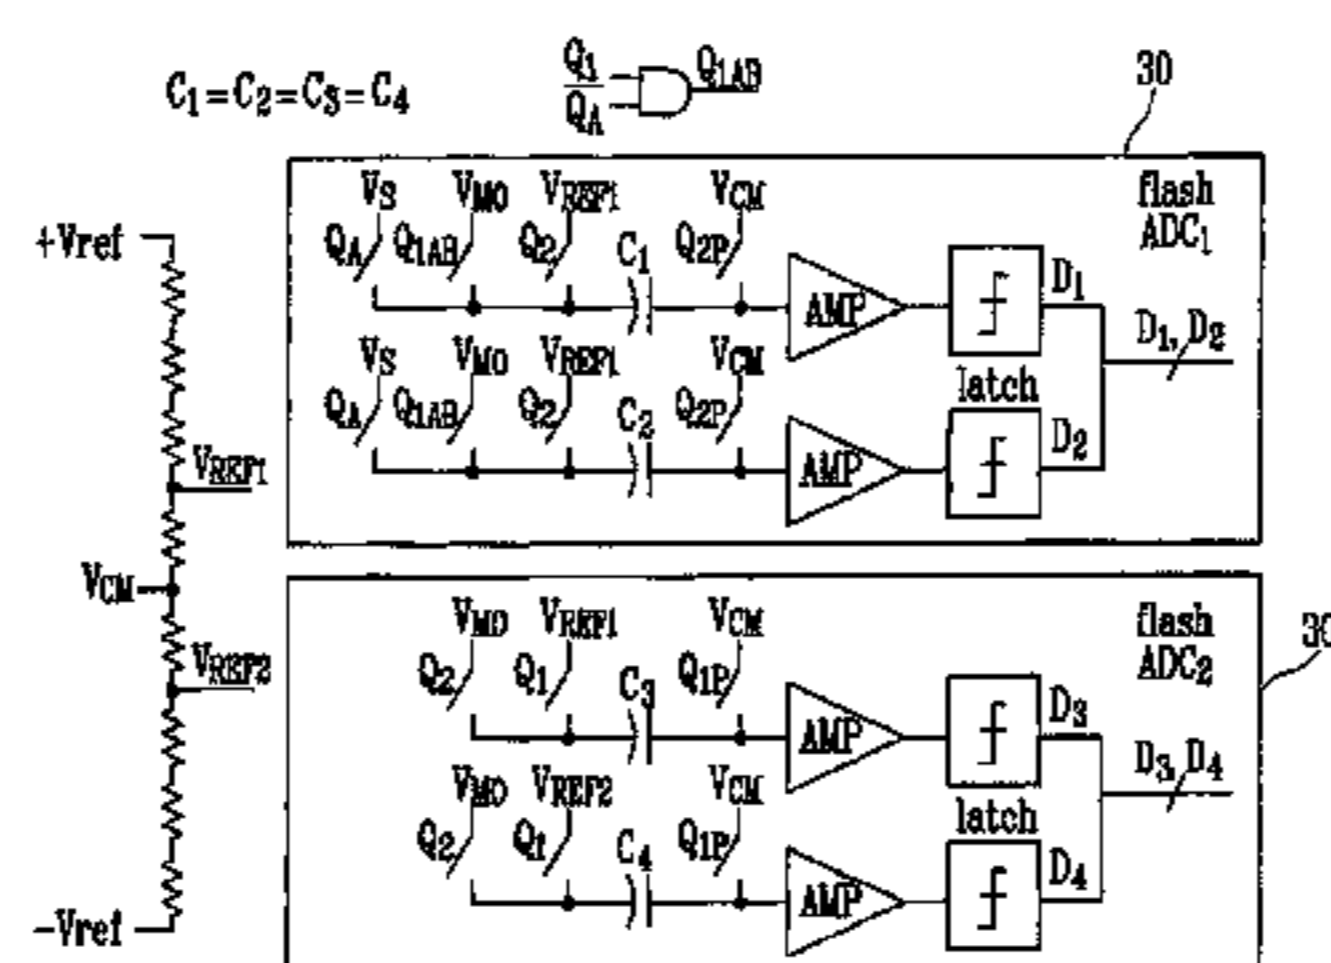 C1=C2=C3=C4
Q1
QA
Q1AB
30
flash
ADC1
VS
VMO
VREF1
VCM
QA
Q1AB
Q2
C1
Q2P
AMP
D1
VS
VMO
VREF1
VCM
QA
Q1AB
Q2
C2
Q2P
AMP
latch
D2
D1, D2
+Vref
VREF1
VCM
VREF2
-Vref
flash
ADC2
30
VMO
VREF1
VCM
Q2
Q1
C3
Q1P
AMP
D3
VMO
VREF2
VCM
Q2
Q1
C4
Q1P
AMP
latch
D4
D3, D4